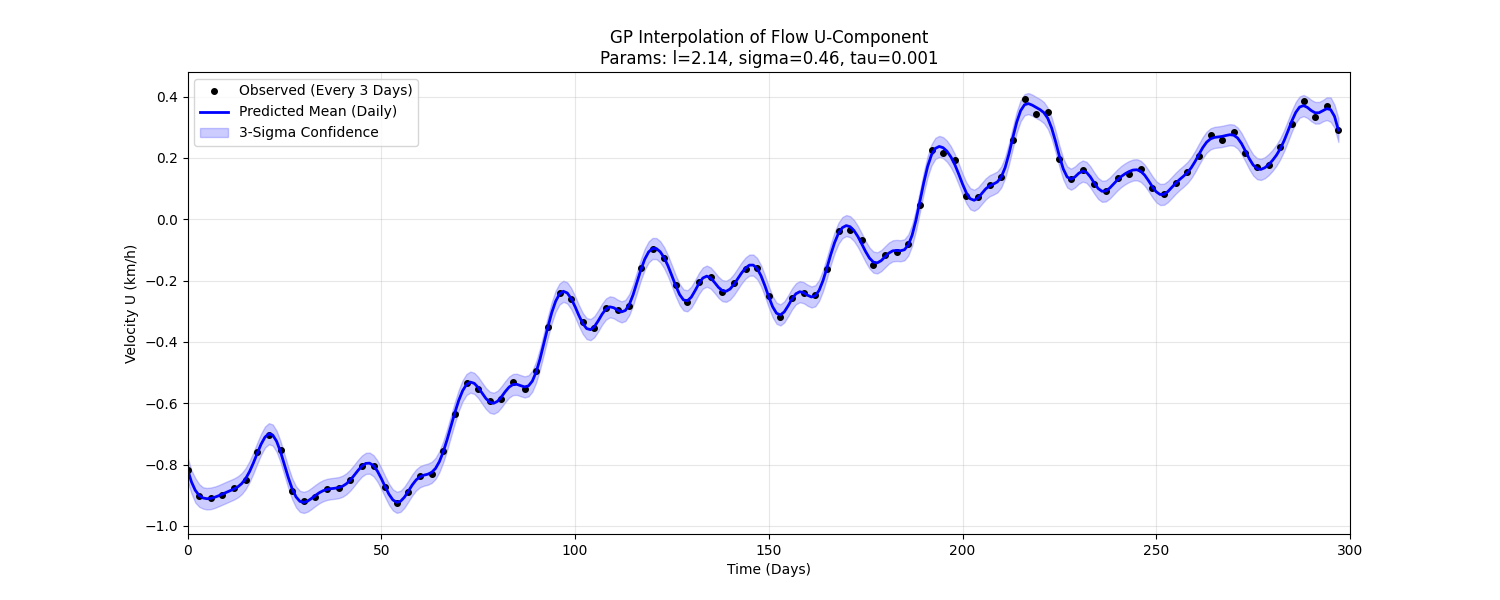 GP Interpolation of Flow U-Component
Params: l=2.14, sigma=0.46, tau=0.001
Observed (Every 3 Days)
Predicted Mean (Daily)
3-Sigma Confidence
0.4
0.2
0.0
−0.2
−0.4
−0.6
−0.8
−1.0
Velocity U (km/h)
0 50 100 150 200 250 300
Time (Days)